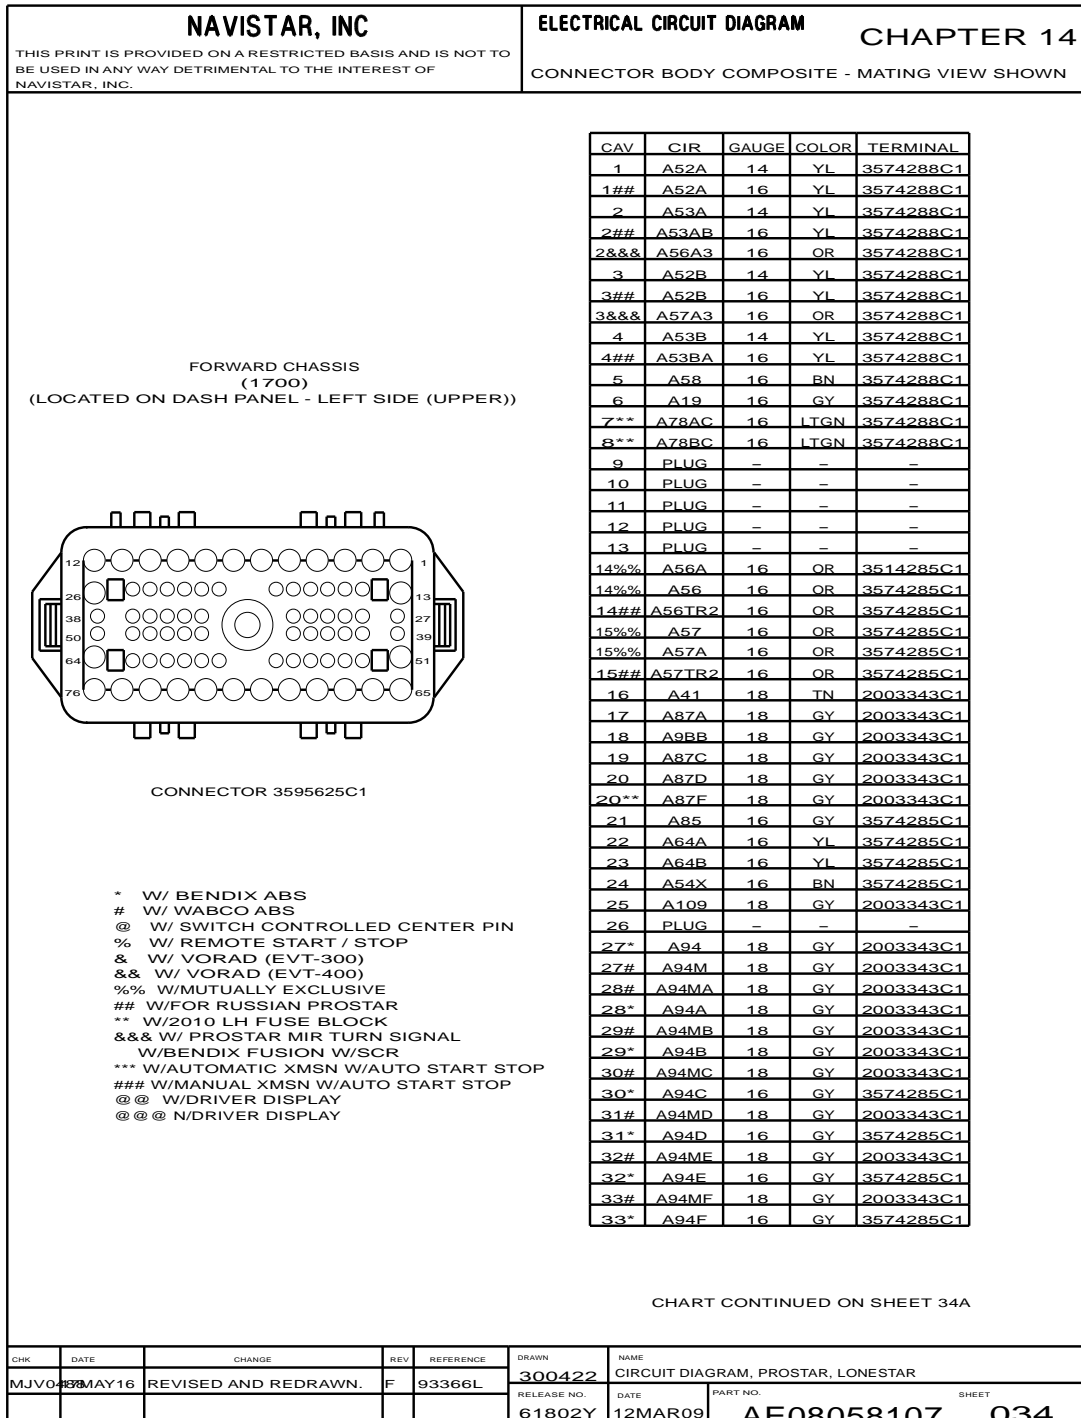 NAVISTAR, INC
THIS PRINT IS PROVIDED ON A RESTRICTED BASIS AND IS NOT TO
BE USED IN ANY WAY DETRIMENTAL TO THE INTEREST OF
NAVISTAR, INC.
ELECTRICAL CIRCUIT DIAGRAM
CHAPTER 14
CONNECTOR BODY COMPOSITE - MATING VIEW SHOWN
FORWARD CHASSIS
(1700)
(LOCATED ON DASH PANEL - LEFT SIDE (UPPER))
12 1
26 13
38 27
50 39
64 51
76 65
CONNECTOR 3595625C1
* W/ BENDIX ABS
# W/ WABCO ABS
@ W/ SWITCH CONTROLLED CENTER PIN
% W/ REMOTE START / STOP
& W/ VORAD (EVT-300)
&& W/ VORAD (EVT-400)
%% W/MUTUALLY EXCLUSIVE
## W/FOR RUSSIAN PROSTAR
** W/2010 LH FUSE BLOCK
&&& W/ PROSTAR MIR TURN SIGNAL
W/BENDIX FUSION W/SCR
*** W/AUTOMATIC XMSN W/AUTO START STOP
### W/MANUAL XMSN W/AUTO START STOP
@@ W/DRIVER DISPLAY
@@@ N/DRIVER DISPLAY
CAV CIR GAUGE COLOR TERMINAL
1 A52A 14 YL 3574288C1
1## A52A 16 YL 3574288C1
2 A53A 14 YL 3574288C1
2## A53AB 16 YL 3574288C1
2&&& A56A3 16 OR 3574288C1
3 A52B 14 YL 3574288C1
3## A52B 16 YL 3574288C1
3&&& A57A3 16 OR 3574288C1
4 A53B 14 YL 3574288C1
4## A53BA 16 YL 3574288C1
5 A58 16 BN 3574288C1
6 A19 16 GY 3574288C1
7** A78AC 16 LTGN 3574288C1
8** A78BC 16 LTGN 3574288C1
9 PLUG – – –
10 PLUG – – –
11 PLUG – – –
12 PLUG – – –
13 PLUG – – –
14%% A56A 16 OR 3514285C1
14%% A56 16 OR 3574285C1
14## A56TR2 16 OR 3574285C1
15%% A57 16 OR 3574285C1
15%% A57A 16 OR 3574285C1
15## A57TR2 16 OR 3574285C1
16 A41 18 TN 2003343C1
17 A87A 18 GY 2003343C1
18 A9BB 18 GY 2003343C1
19 A87C 18 GY 2003343C1
20 A87D 18 GY 2003343C1
20** A87F 18 GY 2003343C1
21 A85 16 GY 3574285C1
22 A64A 16 YL 3574285C1
23 A64B 16 YL 3574285C1
24 A54X 16 BN 3574285C1
25 A109 18 GY 2003343C1
26 PLUG – – –
27* A94 18 GY 2003343C1
27# A94M 18 GY 2003343C1
28# A94MA 18 GY 2003343C1
28* A94A 18 GY 2003343C1
29# A94MB 18 GY 2003343C1
29* A94B 18 GY 2003343C1
30# A94MC 18 GY 2003343C1
30* A94C 16 GY 3574285C1
31# A94MD 18 GY 2003343C1
31* A94D 16 GY 3574285C1
32# A94ME 18 GY 2003343C1
32* A94E 16 GY 3574285C1
33# A94MF 18 GY 2003343C1
33* A94F 16 GY 3574285C1
CHART CONTINUED ON SHEET 34A
CHK DATE CHANGE REV REFERENCE
REVISED AND REDRAWN. F 93366L
DRAWN
300422
NAME
CIRCUIT DIAGRAM, PROSTAR, LONESTAR
RELEASE NO.
61802Y
DATE
12MAR09
PART NO.
AE08058107
SHEET
034